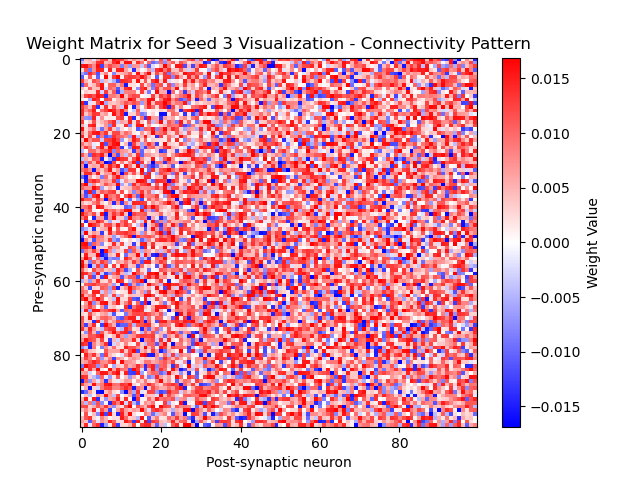 Weight Matrix for Seed 3 Visualization - Connectivity Pattern
0
20
40
60
80
Pre-synaptic neuron
0 20 40 60 80
Post-synaptic neuron
0.015
0.010
0.005
0.000
−0.005
−0.010
−0.015
Weight Value